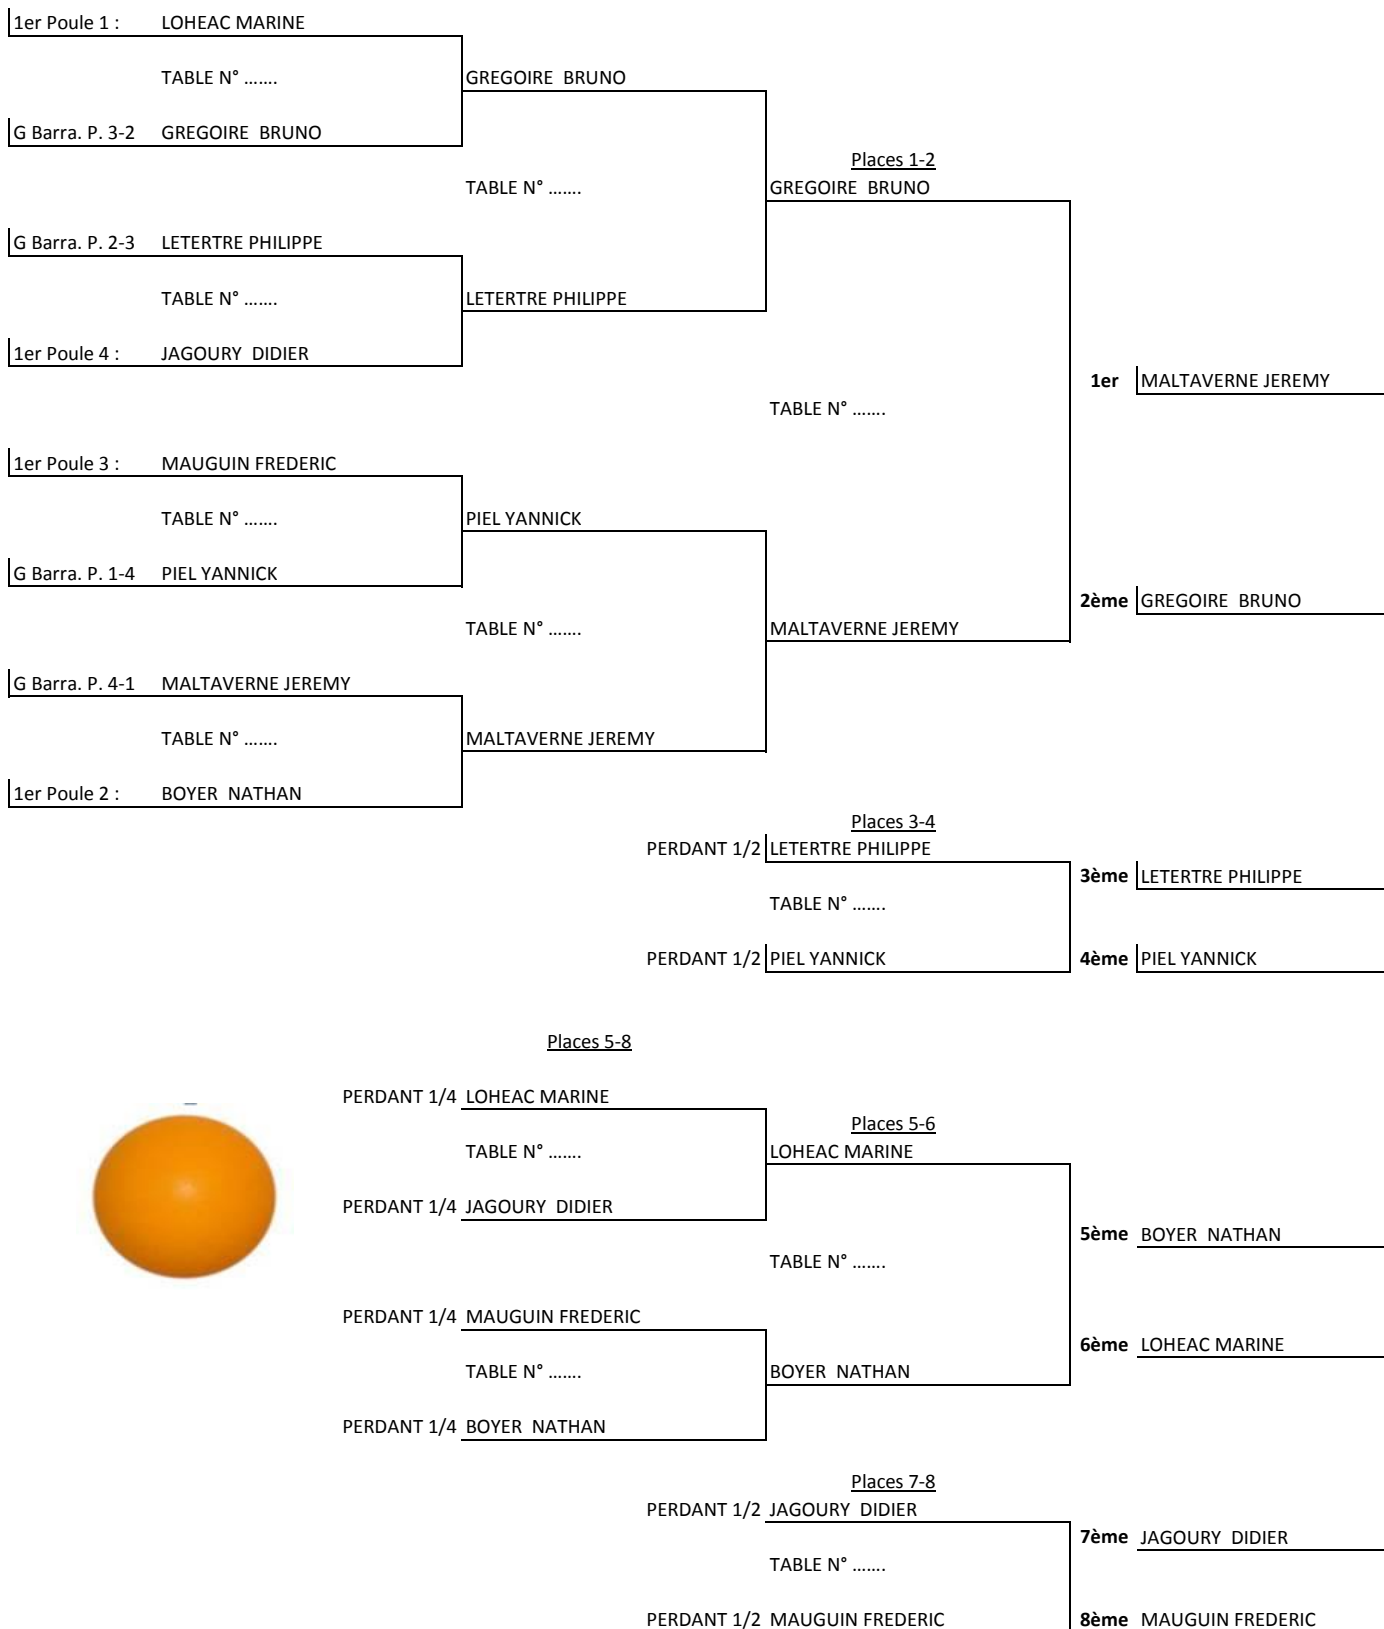 1er Poule 1 : LOHEAC MARINE
TABLE N° ....... GREGOIRE  BRUNO
G Barra. P. 3-2 GREGOIRE  BRUNO
Places 1-2
TABLE N° ....... GREGOIRE  BRUNO
G Barra. P. 2-3 LETERTRE PHILIPPE
TABLE N° ....... LETERTRE PHILIPPE
1er Poule 4 : JAGOURY  DIDIER
1er MALTAVERNE JEREMY
TABLE N° .......
1er Poule 3 : MAUGUIN FREDERIC
TABLE N° ....... PIEL YANNICK
G Barra. P. 1-4 PIEL YANNICK
2ème GREGOIRE  BRUNO
TABLE N° ....... MALTAVERNE JEREMY
G Barra. P. 4-1 MALTAVERNE JEREMY
TABLE N° ....... MALTAVERNE JEREMY
1er Poule 2 : BOYER  NATHAN
Places 3-4
PERDANT 1/2 LETERTRE PHILIPPE
3ème LETERTRE PHILIPPE
TABLE N° .......
PERDANT 1/2 PIEL YANNICK 4ème PIEL YANNICK
Places 5-8
PERDANT 1/4 LOHEAC MARINE
Places 5-6
TABLE N° ....... LOHEAC MARINE
PERDANT 1/4 JAGOURY  DIDIER
5ème BOYER  NATHAN
TABLE N° .......
PERDANT 1/4 MAUGUIN FREDERIC
6ème LOHEAC MARINE
TABLE N° ....... BOYER  NATHAN
PERDANT 1/4 BOYER  NATHAN
Places 7-8
PERDANT 1/2 JAGOURY  DIDIER
7ème JAGOURY  DIDIER
TABLE N° .......
PERDANT 1/2 MAUGUIN FREDERIC 8ème MAUGUIN FREDERIC